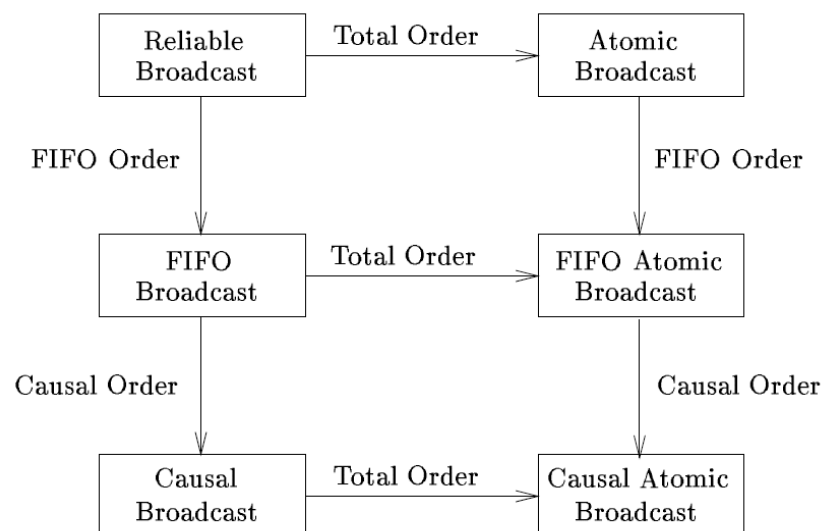 Reliable
Broadcast
Total Order
Atomic
Broadcast
FIFO Order
FIFO Order
FIFO
Broadcast
Total Order
FIFO Atomic
Broadcast
Causal Order
Causal Order
Causal
Broadcast
Total Order
Causal Atomic
Broadcast